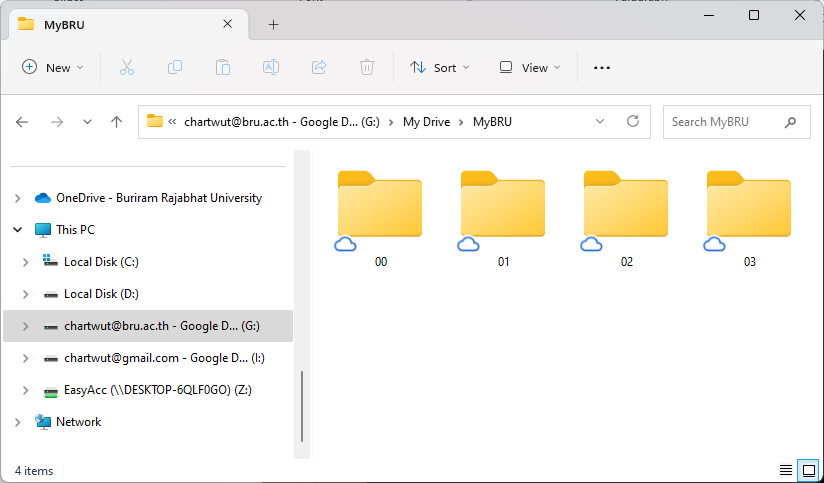 MyBRU
New
Sort
View
chartwut@bru.ac.th - Google D... (G:)
My Drive
MyBRU
Search MyBRU
OneDrive - Buriram Rajabhat University
This PC
Local Disk (C:)
Local Disk (D:)
chartwut@bru.ac.th - Google D... (G:)
chartwut@gmail.com - Google D... (I:)
EasyAcc (\\DESKTOP-6QLF0GO) (Z:)
Network
00
01
02
03
4 items